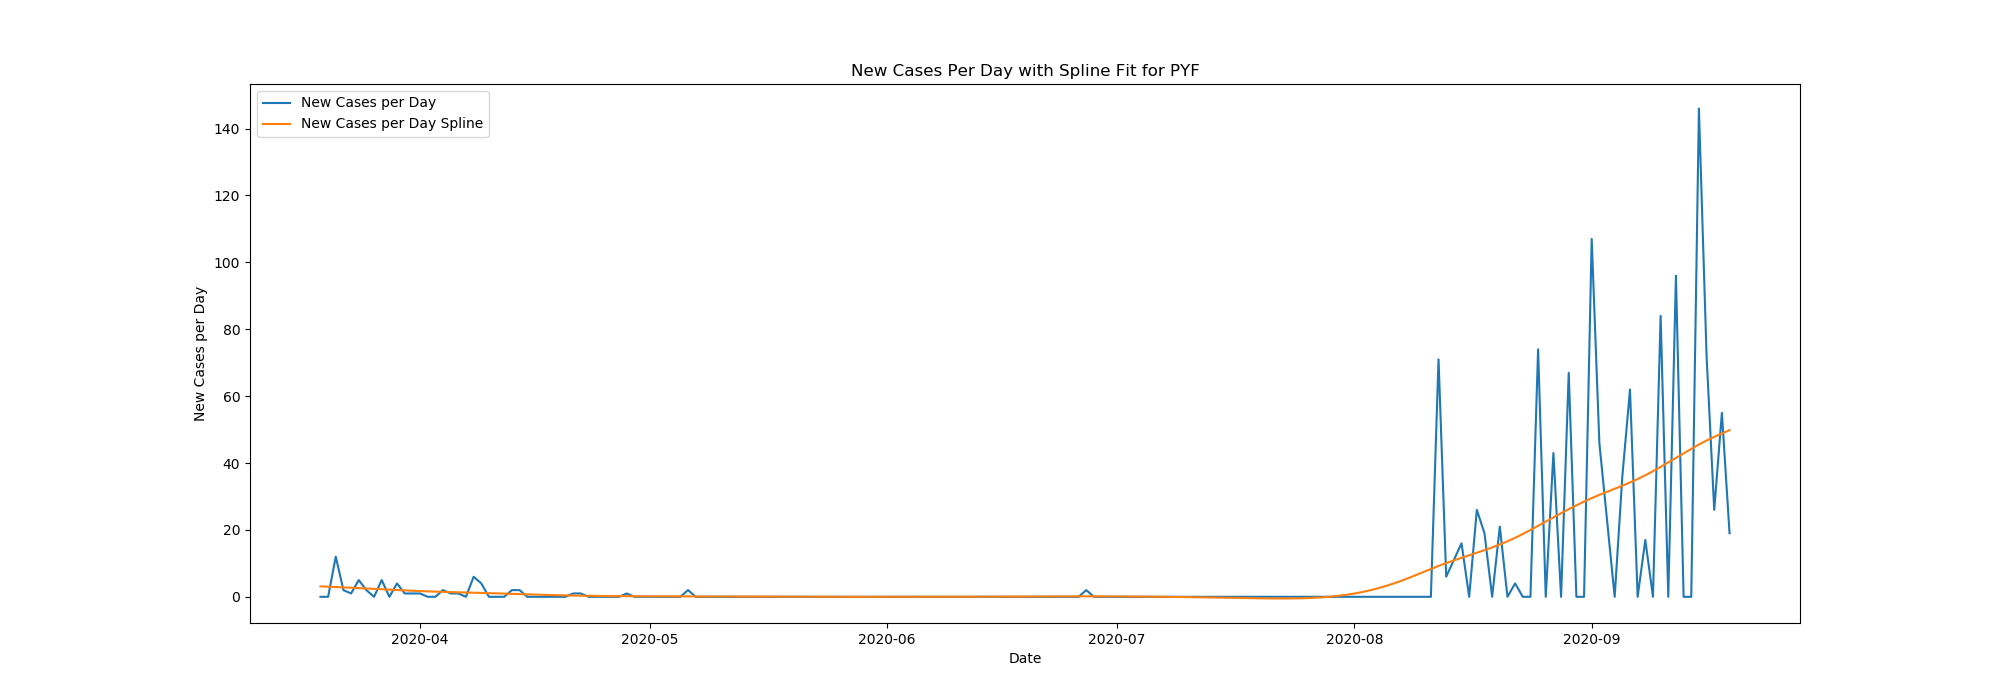 New Cases Per Day with Spline Fit for PYF
New Cases per Day
New Cases per Day Spline
New Cases per Day
140
120
100
80
60
40
20
0
2020-04
2020-05
2020-06
2020-07
2020-08
2020-09
Date